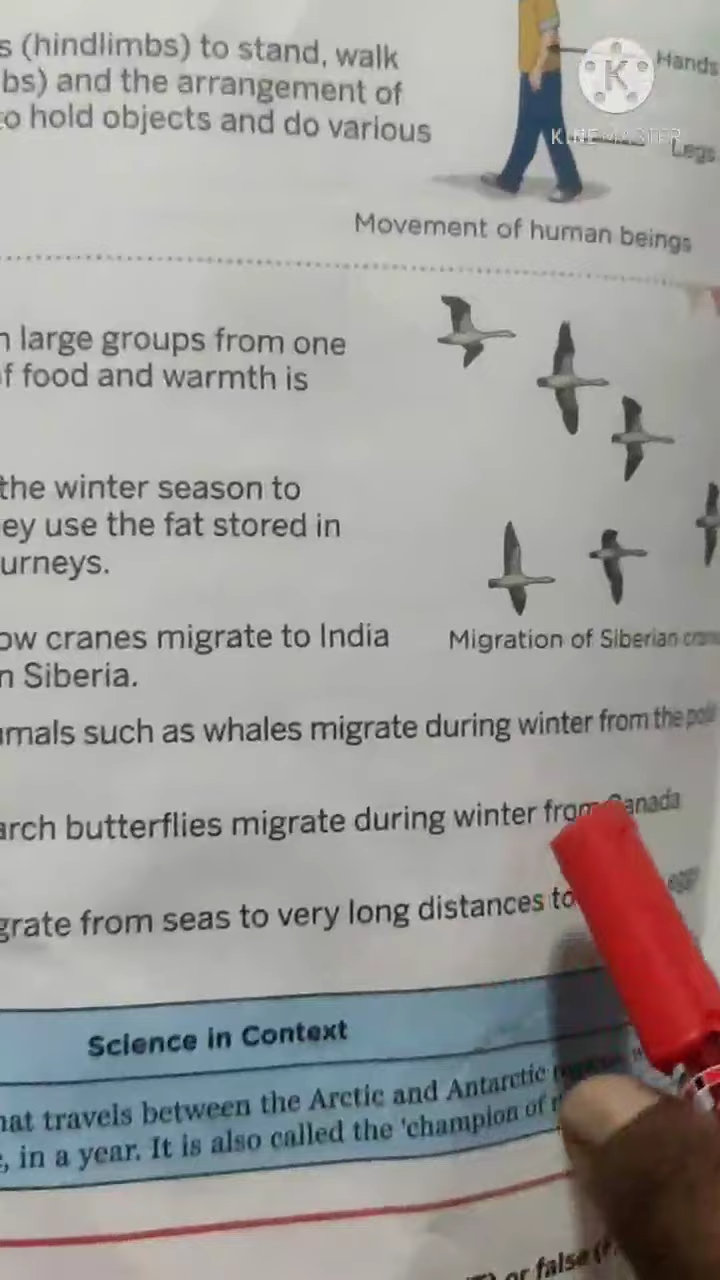 s (hindlimbs) to stand, walk
bs) and the arrangement of
to hold objects and do various
Hands
KINEMASTER
Legs
Movement of human beings
n large groups from one
f food and warmth is
the winter season to
ey use the fat stored in
urneys.
ow cranes migrate to India
n Siberia.
Migration of Siberian
mals such as whales migrate during winter from the
arch butterflies migrate during winter from Canada
grate from seas to very long distances to
Science in Context
hat travels between the Arctic and Antarctic
, in a year. It is also called the 'champion of
or false